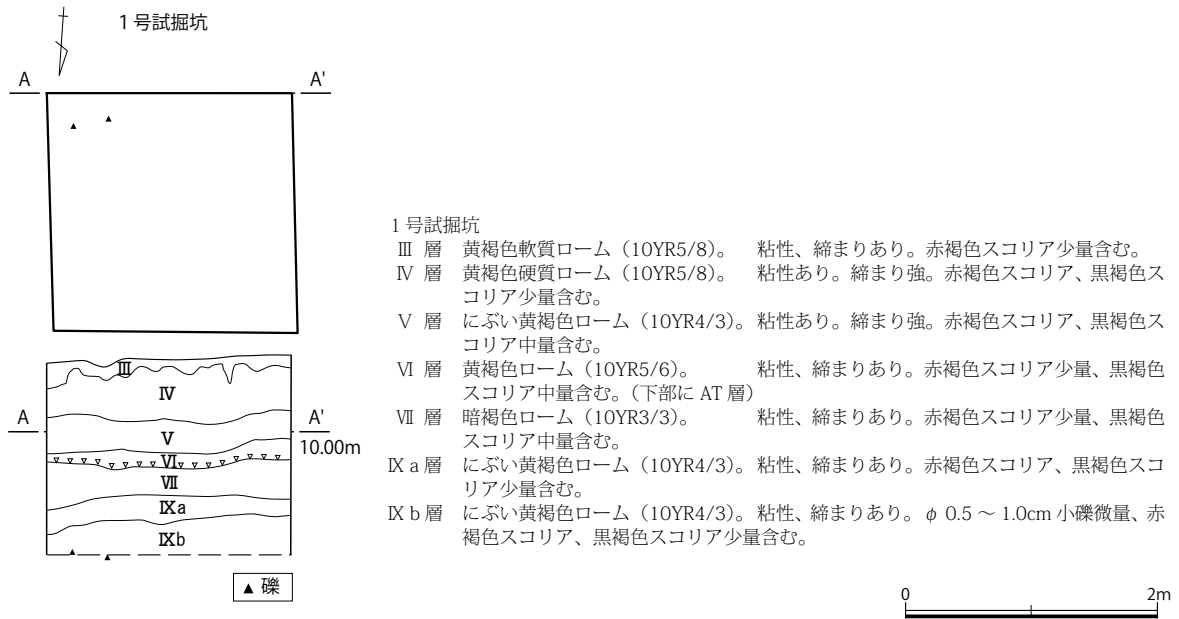 1号試掘坑
A A'
Ⅲ
Ⅳ
A A'
Ⅴ
10.00m
Ⅵ
Ⅶ
Ⅸa
Ⅸb
▲ 礫
1号試掘坑
Ⅲ 層 黄褐色軟質ローム（10YR5/8）。 粘性、締まりあり。赤褐色スコリア少量含む。
Ⅳ 層 黄褐色硬質ローム（10YR5/8）。 粘性あり。締まり強。赤褐色スコリア、黒褐色ス
コリア少量含む。
Ⅴ 層 にぶい黄褐色ローム（10YR4/3）。粘性あり。締まり強。赤褐色スコリア、黒褐色ス
コリア中量含む。
Ⅵ 層 黄褐色ローム（10YR5/6）。 粘性、締まりあり。赤褐色スコリア少量、黒褐色
スコリア中量含む。（下部に AT 層）
Ⅶ 層 暗褐色ローム（10YR3/3）。 粘性、締まりあり。赤褐色スコリア少量、黒褐色
スコリア中量含む。
Ⅸ a 層 にぶい黄褐色ローム（10YR4/3）。粘性、締まりあり。赤褐色スコリア、黒褐色スコ
リア少量含む。
Ⅸ b 層 にぶい黄褐色ローム（10YR4/3）。粘性、締まりあり。φ 0.5 ～ 1.0cm 小礫微量、赤
褐色スコリア、黒褐色スコリア少量含む。
0 2m